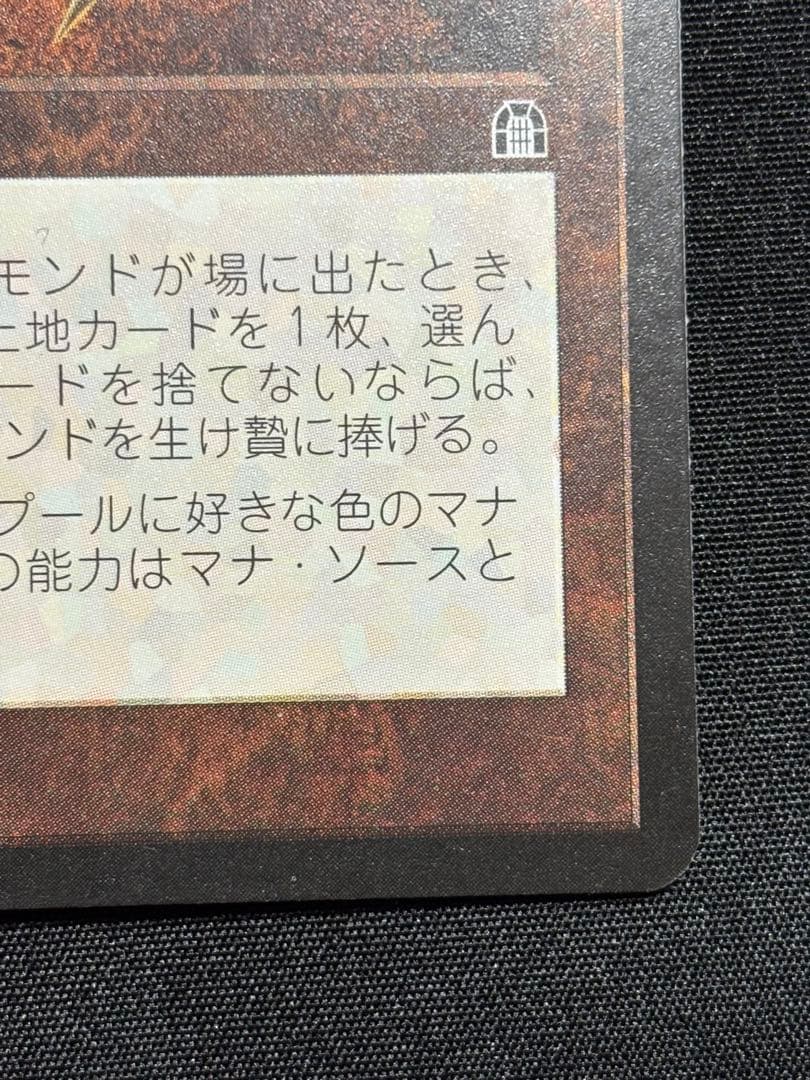 モンドが場に出たとき、
土地カードを1枚、選ん
ードを捨てないならば、
ンドを生け贄に捧げる。
プールに好きな色のマナ
の能力はマナ・ソースと